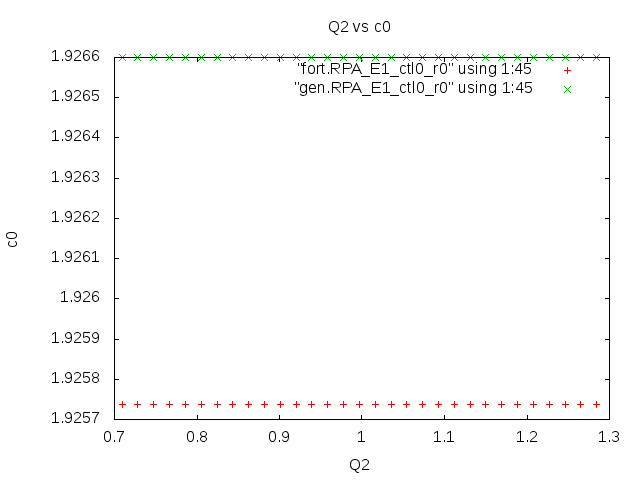 Q2 vs c0
1.9266
1.9265
1.9264
1.9263
1.9262
1.9261
1.926
1.9259
1.9258
1.9257
c0
"fort.RPA_E1_ctl0_r0" using 1:45
"gen.RPA_E1_ctl0_r0" using 1:45
0.7 0.8 0.9 1 1.1 1.2 1.3
Q2